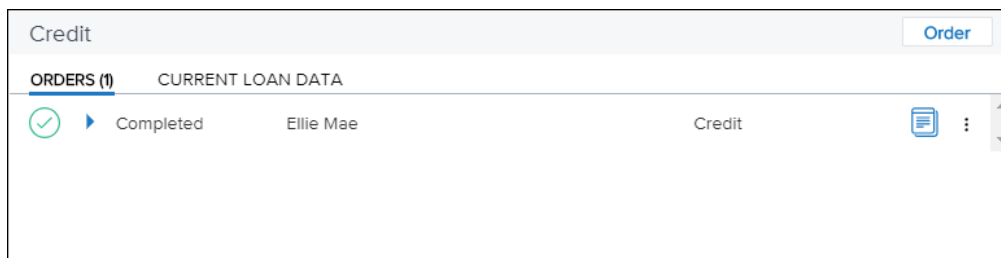 Credit Order
ORDERS (1) CURRENT LOAN DATA
Completed Ellie Mae Credit